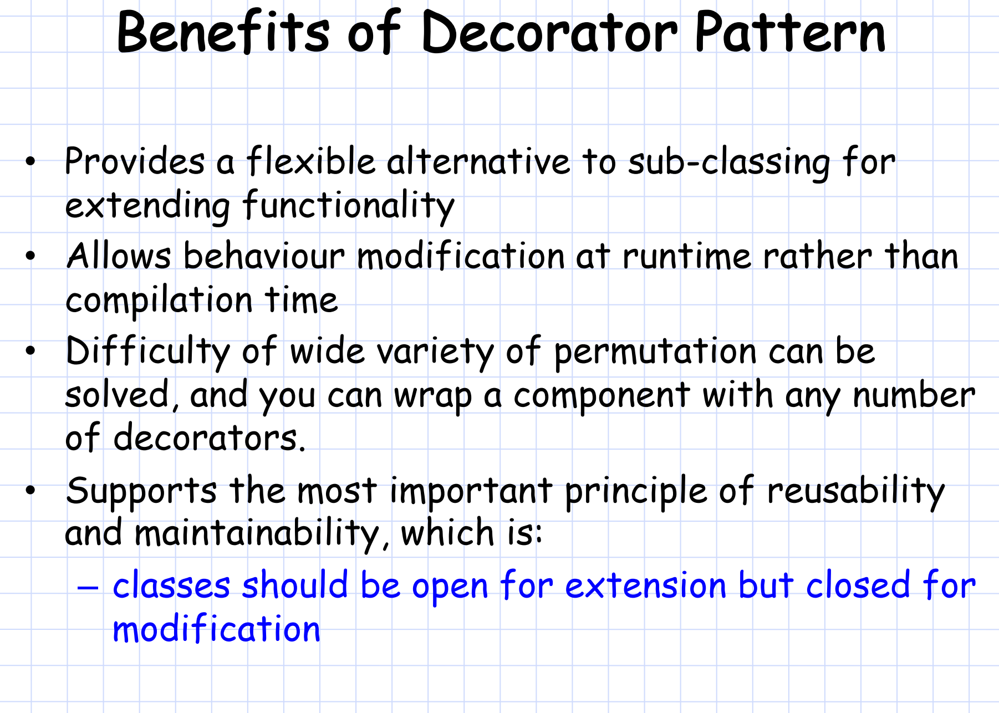 Benefits of Decorator Pattern
• Provides a flexible alternative to sub-classing for
extending functionality
• Allows behaviour modification at runtime rather than
compilation time
• Difficulty of wide variety of permutation can be
solved, and you can wrap a component with any number
of decorators.
• Supports the most important principle of reusability
and maintainability, which is:
– classes should be open for extension but closed for
modification